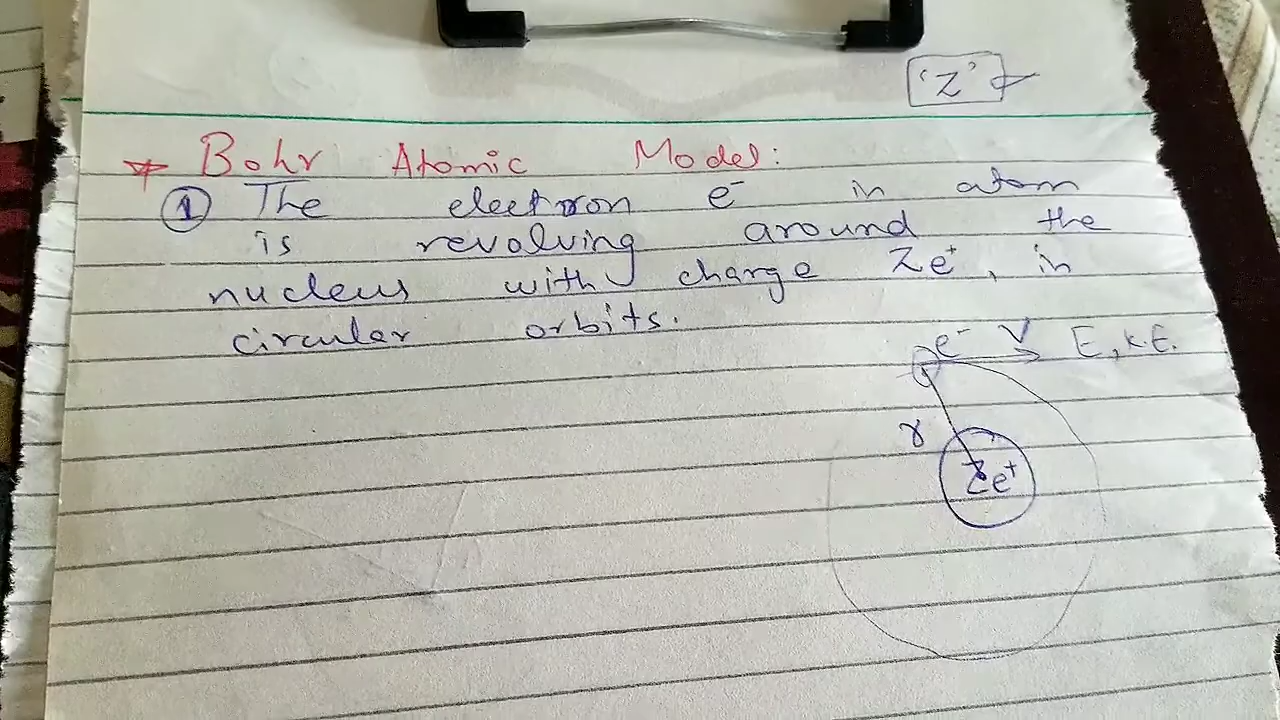 'Z'
* Bohr Atomic Model:
① The electron e⁻ in atom
is revolving around the
nucleus with charge Ze⁺, in
circular orbits.
e⁻ V E, K.E.
r
Ze⁺